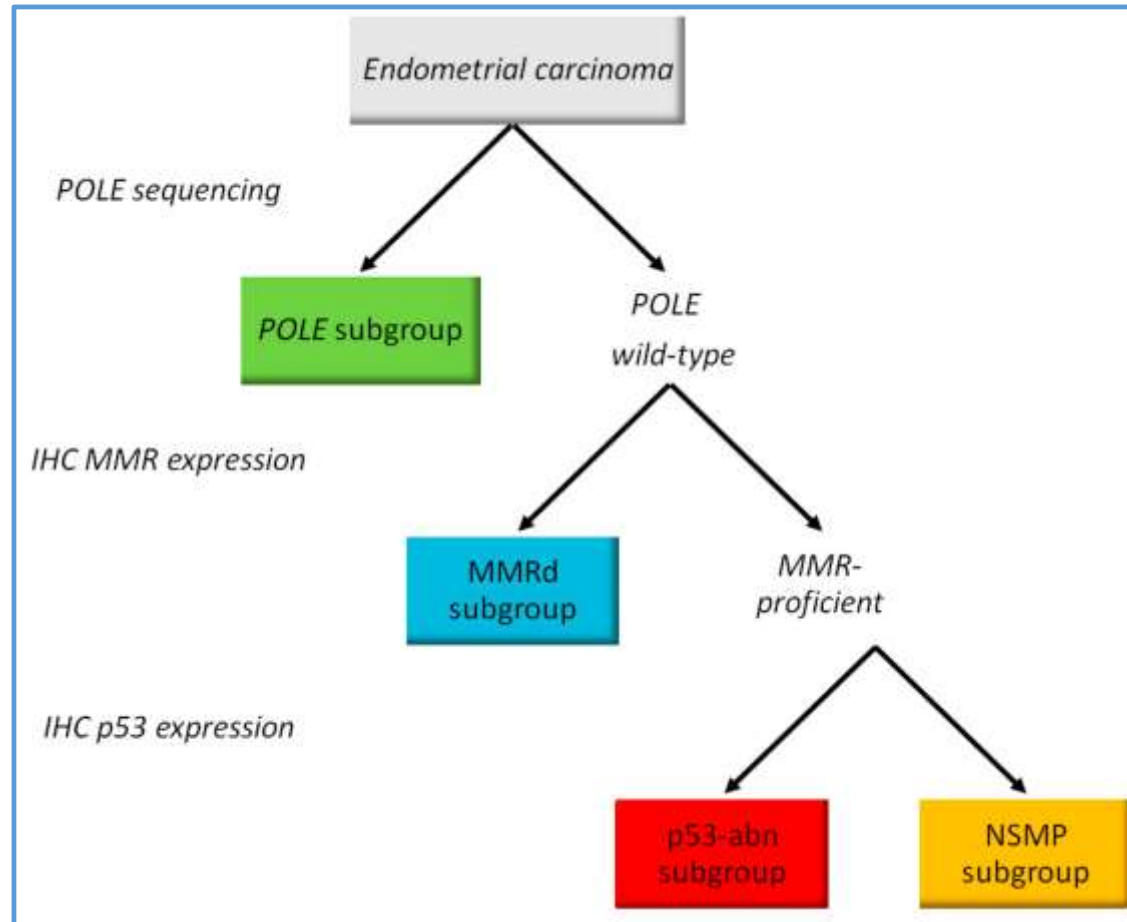 Endometrial carcinoma
POLE sequencing
POLE subgroup
POLE
wild-type
IHC MMR expression
MMRd
subgroup
MMR-
proficient
IHC p53 expression
p53-abn
subgroup
NSMP
subgroup